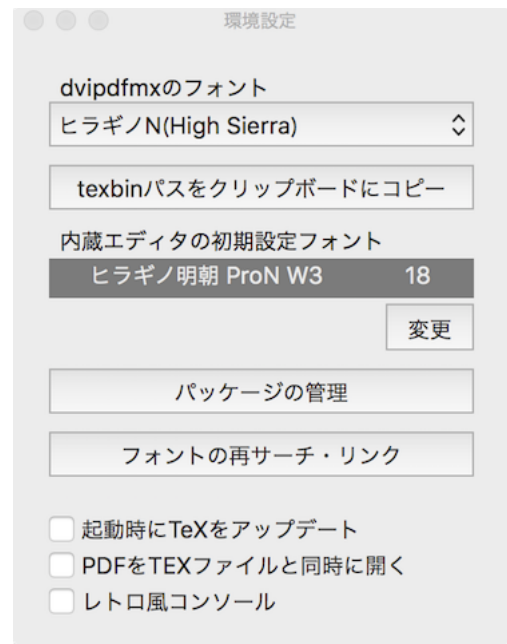 環境設定
dvipdfmxのフォント
ヒラギノN(High Sierra)
texbinパスをクリップボードにコピー
内蔵エディタの初期設定フォント
ヒラギノ明朝 ProN W3 18
変更
パッケージの管理
フォントの再サーチ・リンク
起動時にTeXをアップデート
PDFをTEXファイルと同時に開く
レトロ風コンソール